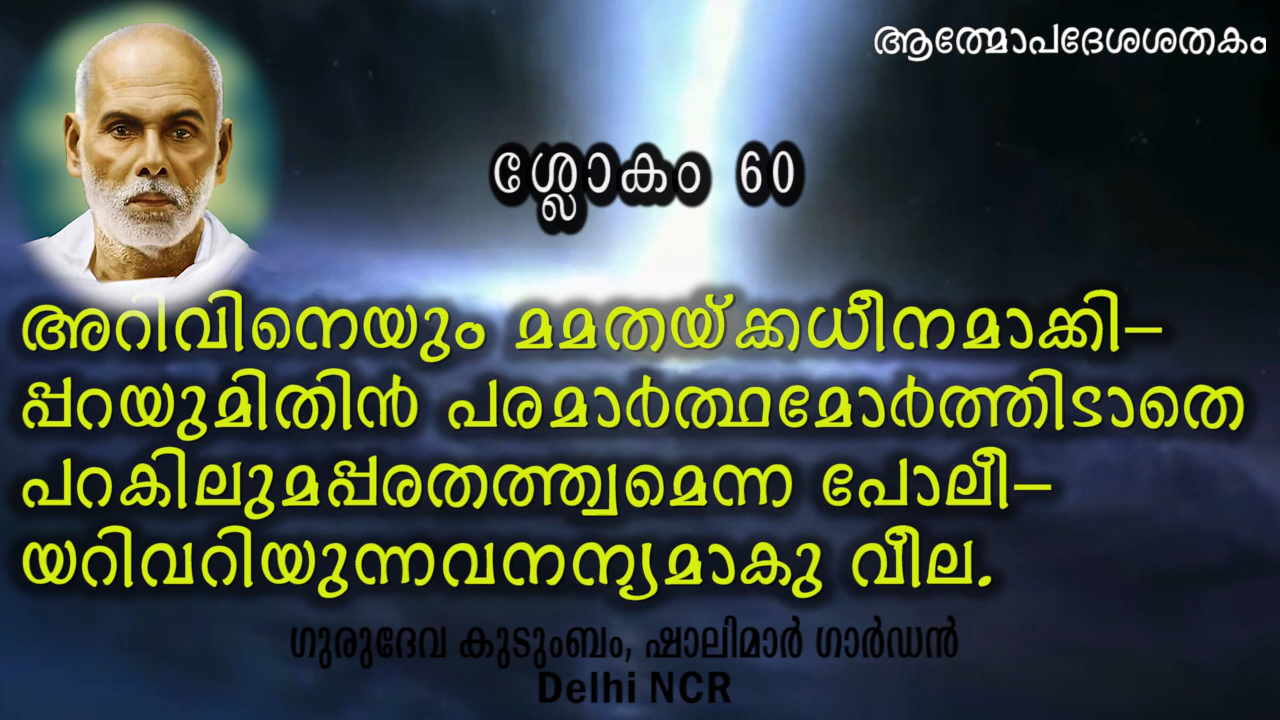 ആത്മോപദേശശതകം
ശ്ലോകം 60
അറിവിനെയും മമതയ്ക്കധീനമാക്കി-
പ്പറയുമിതിൻ പരമാർത്ഥമോർത്തിടാതെ
പറകിലുമപ്പരതത്ത്വമെന്ന പോലീ-
യറിവറിയുന്നവനന്യമാകു വീല.
ഗുരുദേവ കുടുംബം, ഷാലിമാർ ഗാർഡൻ
Delhi NCR